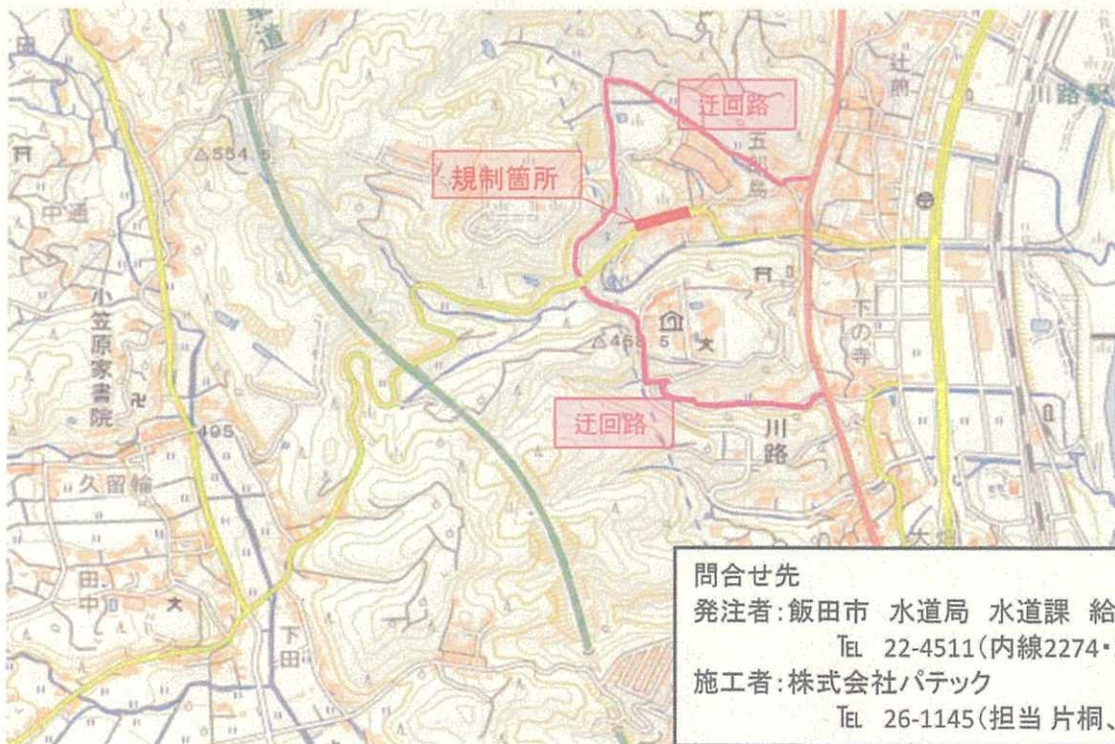 車道
辻前
川路駅
迂回路
五郎島
554.5
規制箇所
中通
小笠原家書院
下の寺
468.5
迂回路
川路
495
久留輪
田中
下田
問合せ先
発注者:飯田市 水道局 水道課 給
℡ 22-4511(内線2274・
施工者:株式会社パテック
℡ 26-1145(担当 片桐、